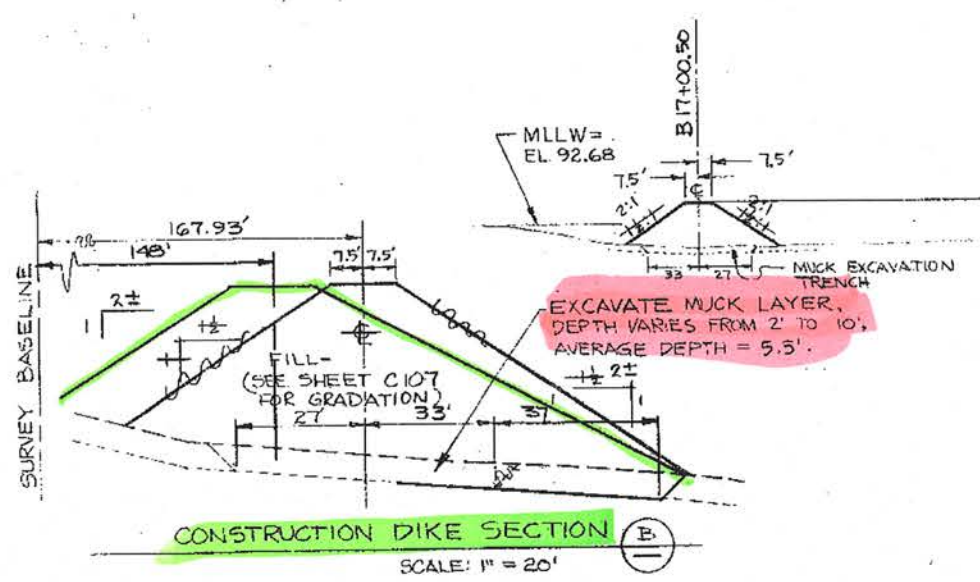 B 17+00.50
MLLW=
EL. 92.68
7.5'
7.5'
℄
2:1
2:1
33
27
MUCK EXCAVATION
TRENCH
167.93'
148'
7.5'
7.5'
SURVEY BASELINE
2±
1
1½
1
℄
EXCAVATE MUCK LAYER,
DEPTH VARIES FROM 2' TO 10',
AVERAGE DEPTH = 5.5'.
FILL-
(SEE SHEET C107
FOR GRADATION)
1½ 2±
1
27'
33'
37'
CONSTRUCTION DIKE SECTION
B
SCALE: 1" = 20'